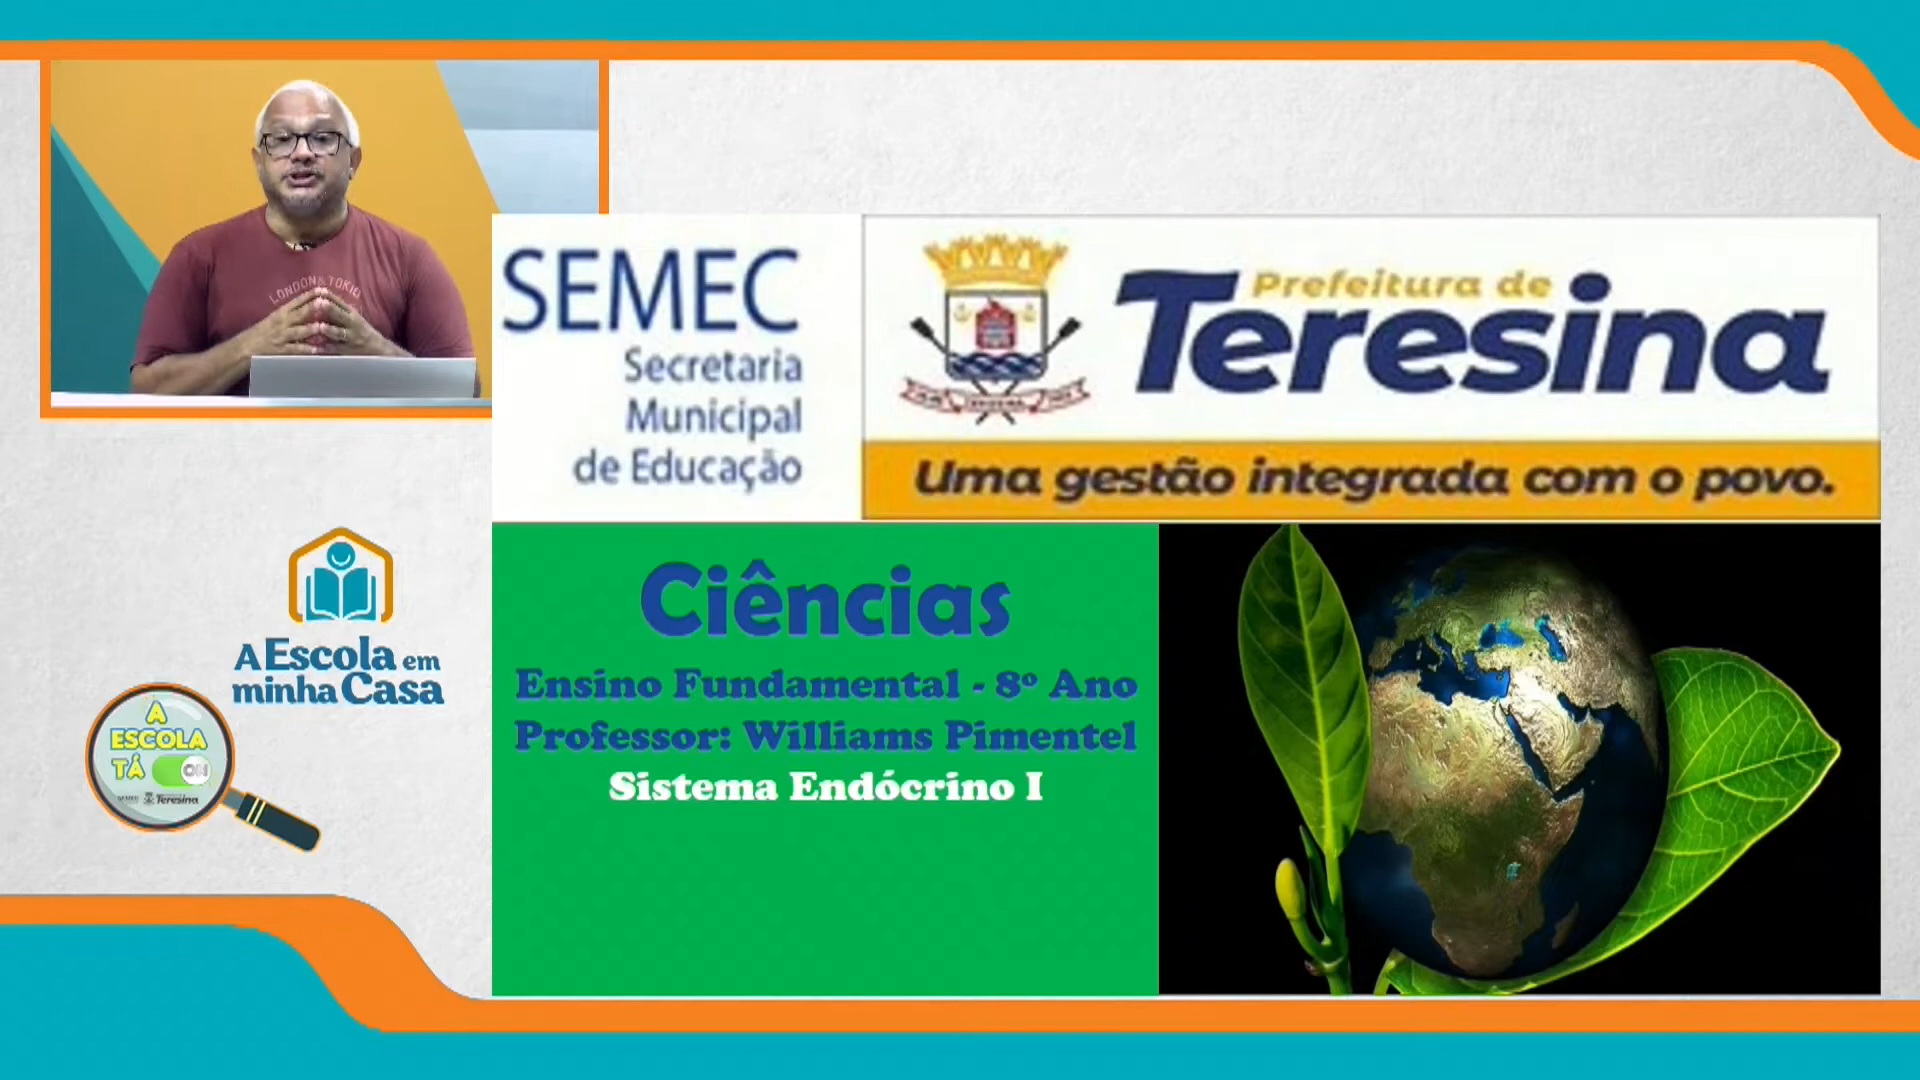 LONDON & TOKIO
SEMEC
Secretaria
Municipal
de Educação
Prefeitura de
Teresina
Uma gestão integrada com o povo.
A Escola em
minha Casa
A
ESCOLA
TÁ ON
SEMEC Teresina
Ciências
Ensino Fundamental - 8º Ano
Professor: Williams Pimentel
Sistema Endócrino I